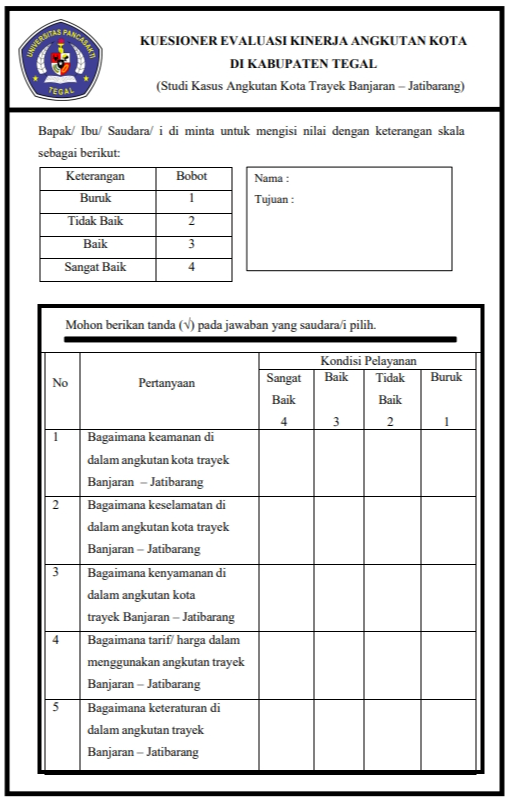 UNIVERSITAS PANCASAKTI
TEGAL
KUESIONER EVALUASI KINERJA ANGKUTAN KOTA
DI KABUPATEN TEGAL
(Studi Kasus Angkutan Kota Trayek Banjaran – Jatibarang)
Bapak/ Ibu/ Saudara/ i di minta untuk mengisi nilai dengan keterangan skala
sebagai berikut:
Keterangan Bobot
Buruk 1
Tidak Baik 2
Baik 3
Sangat Baik 4
Nama :
Tujuan :
Mohon berikan tanda (√) pada jawaban yang saudara/i pilih.
No Pertanyaan Kondisi Pelayanan
Sangat Baik Tidak Buruk
Baik Baik
4 3 2 1
1 Bagaimana keamanan di
dalam angkutan kota trayek
Banjaran – Jatibarang
2 Bagaimana keselamatan di
dalam angkutan kota trayek
Banjaran – Jatibarang
3 Bagaimana kenyamanan di
dalam angkutan kota
trayek Banjaran – Jatibarang
4 Bagaimana tarif/ harga dalam
menggunakan angkutan trayek
Banjaran – Jatibarang
5 Bagaimana keteraturan di
dalam angkutan trayek
Banjaran – Jatibarang